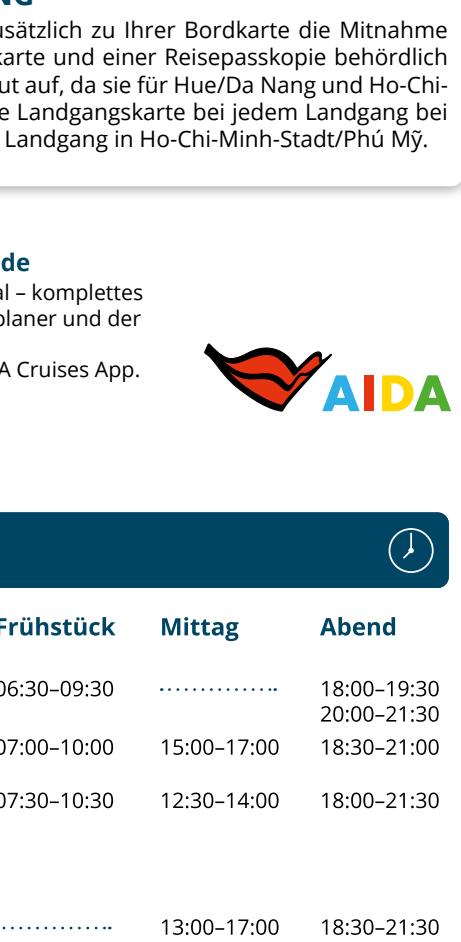 NG
usätzlich zu Ihrer Bordkarte die Mitnahme
karte und einer Reisepasskopie behördlich
ut auf, da sie für Hue/Da Nang und Ho-Chi-
e Landgangskarte bei jedem Landgang bei
Landgang in Ho-Chi-Minh-Stadt/Phú Mỹ.
de
al – komplettes
planer und der
A Cruises App.
AIDA
Frühstück Mittag Abend
06:30–09:30 18:00–19:30
20:00–21:30
07:00–10:00 15:00–17:00 18:30–21:00
07:30–10:30 12:30–14:00 18:00–21:30
13:00–17:00 18:30–21:30